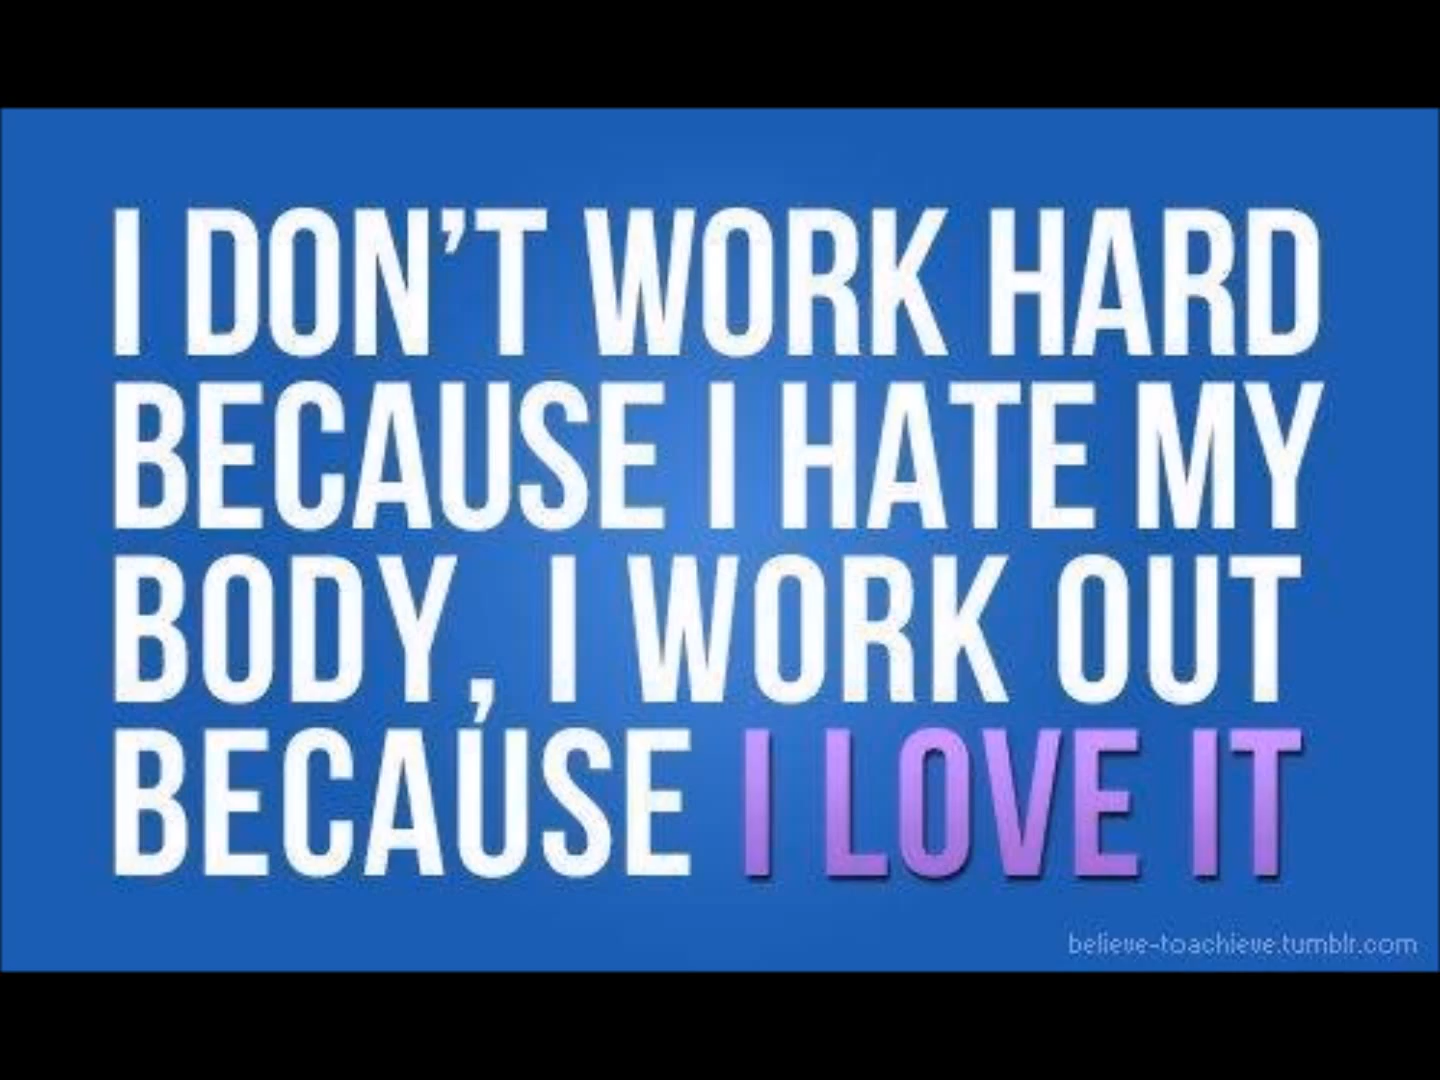 I DON'T WORK HARD
BECAUSE I HATE MY
BODY, I WORK OUT
BECAUSE I LOVE IT
believe-toachieve.tumblr.com